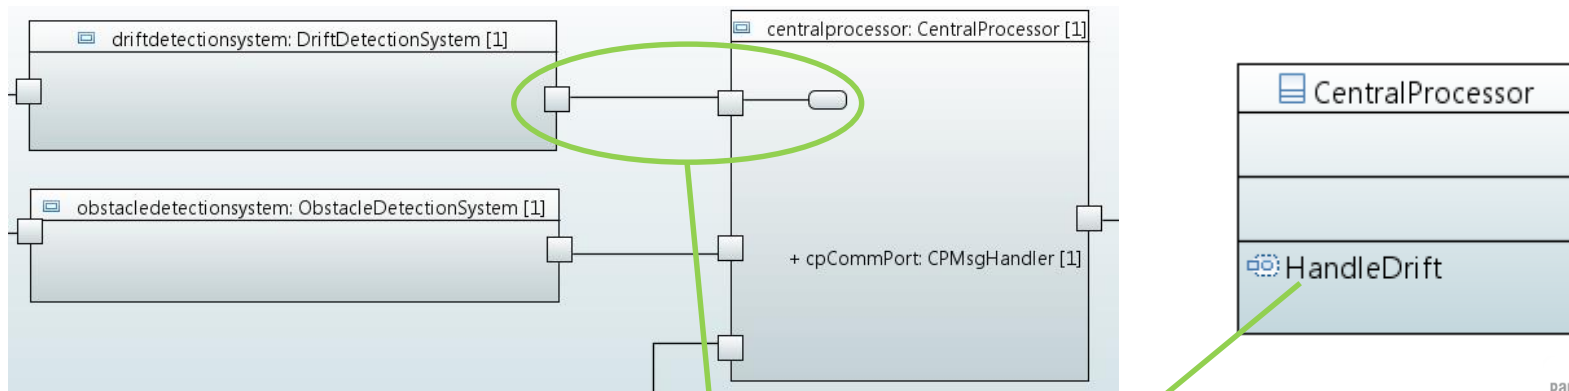 driftdetectionsystem: DriftDetectionSystem [1]
centralprocessor: CentralProcessor [1]
obstacledetectionsystem: ObstacleDetectionSystem [1]
+ cpCommPort: CPMsgHandler [1]
CentralProcessor
HandleDrift